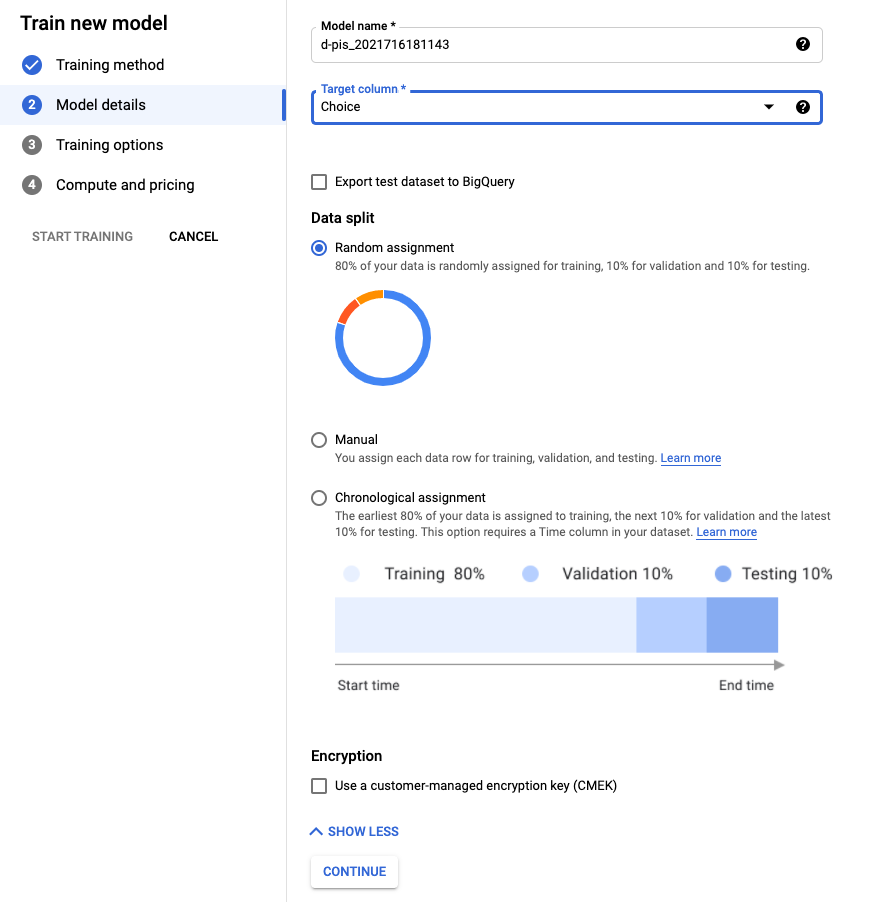 Train new model
Training method
2 Model details
3 Training options
4 Compute and pricing
START TRAINING CANCEL
Model name *
d-pis_2021716181143
?
Target column *
Choice
?
Export test dataset to BigQuery
Data split
Random assignment
80% of your data is randomly assigned for training, 10% for validation and 10% for testing.
Manual
You assign each data row for training, validation, and testing. Learn more
Chronological assignment
The earliest 80% of your data is assigned to training, the next 10% for validation and the latest
10% for testing. This option requires a Time column in your dataset. Learn more
Training 80% Validation 10% Testing 10%
Start time End time
Encryption
Use a customer-managed encryption key (CMEK)
SHOW LESS
CONTINUE